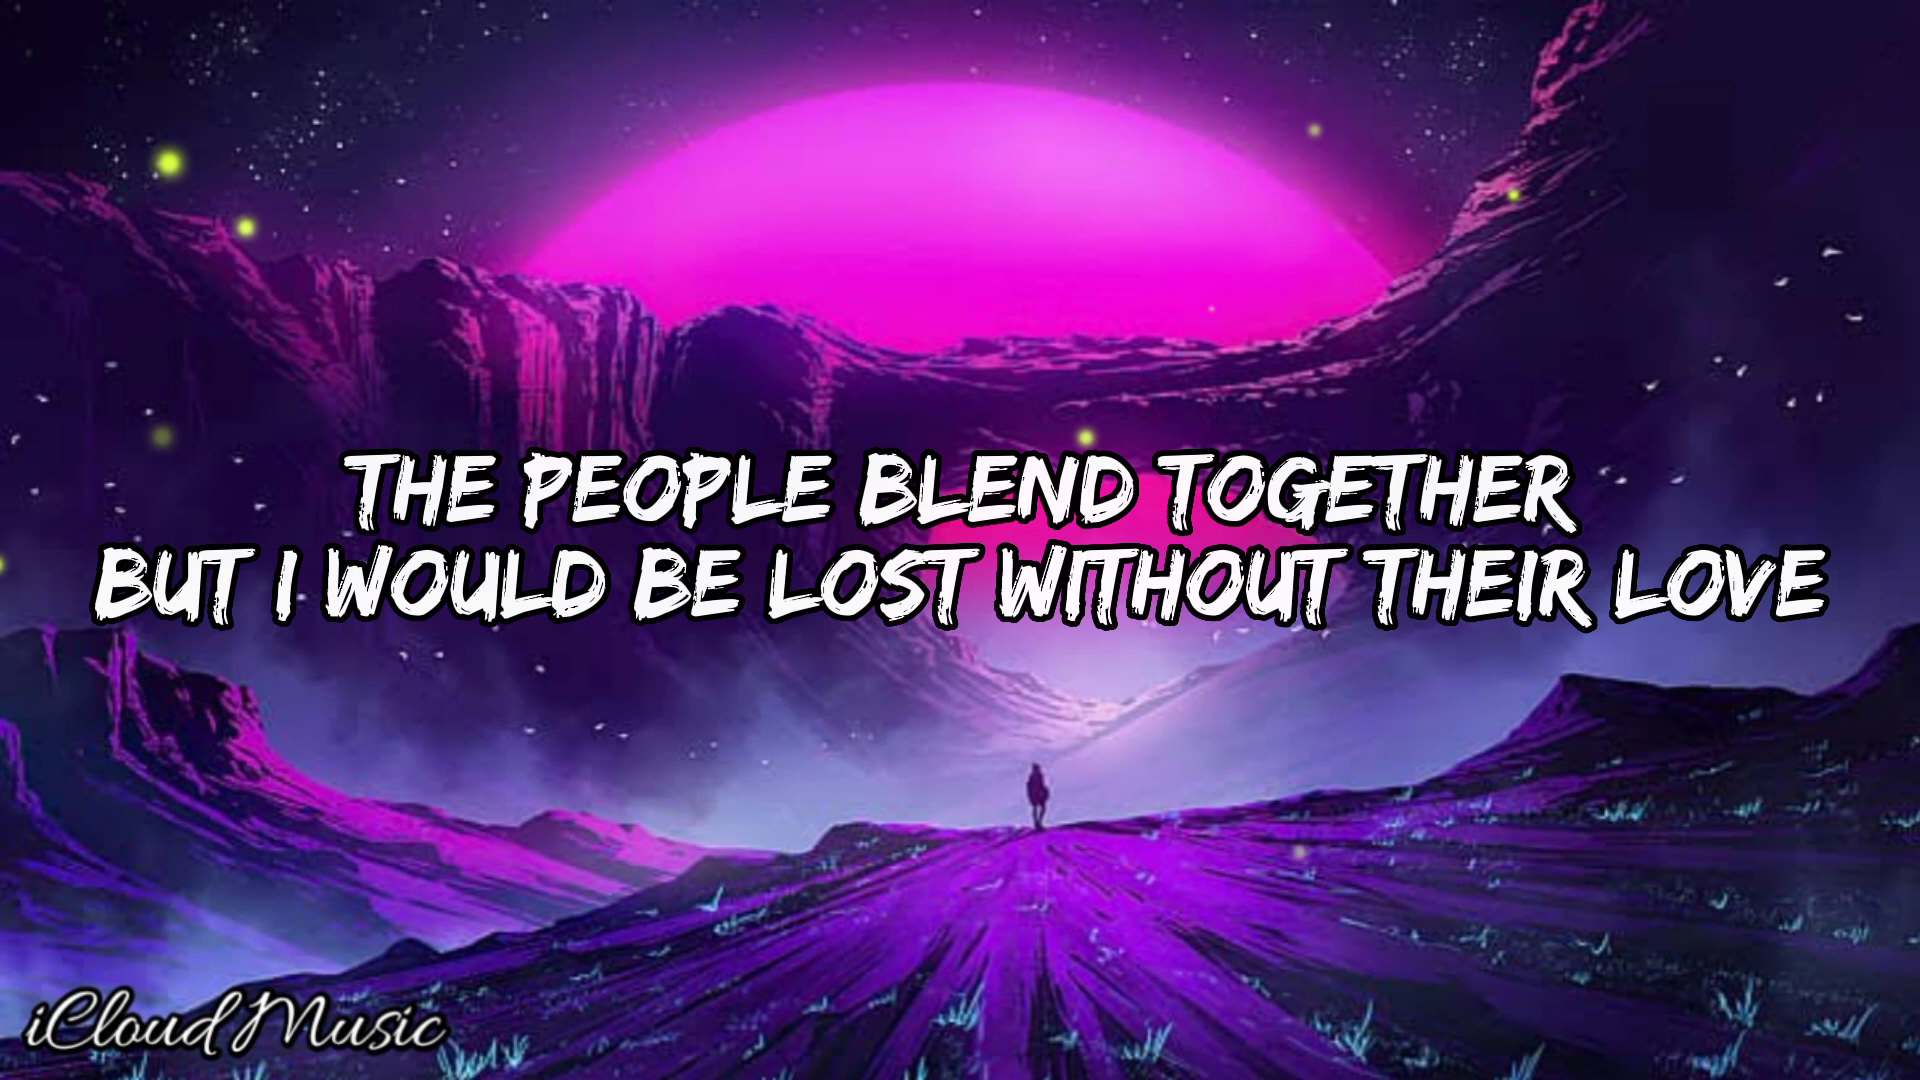 THE PEOPLE BLEND TOGETHER
BUT I WOULD BE LOST WITHOUT THEIR LOVE
iCloud Music